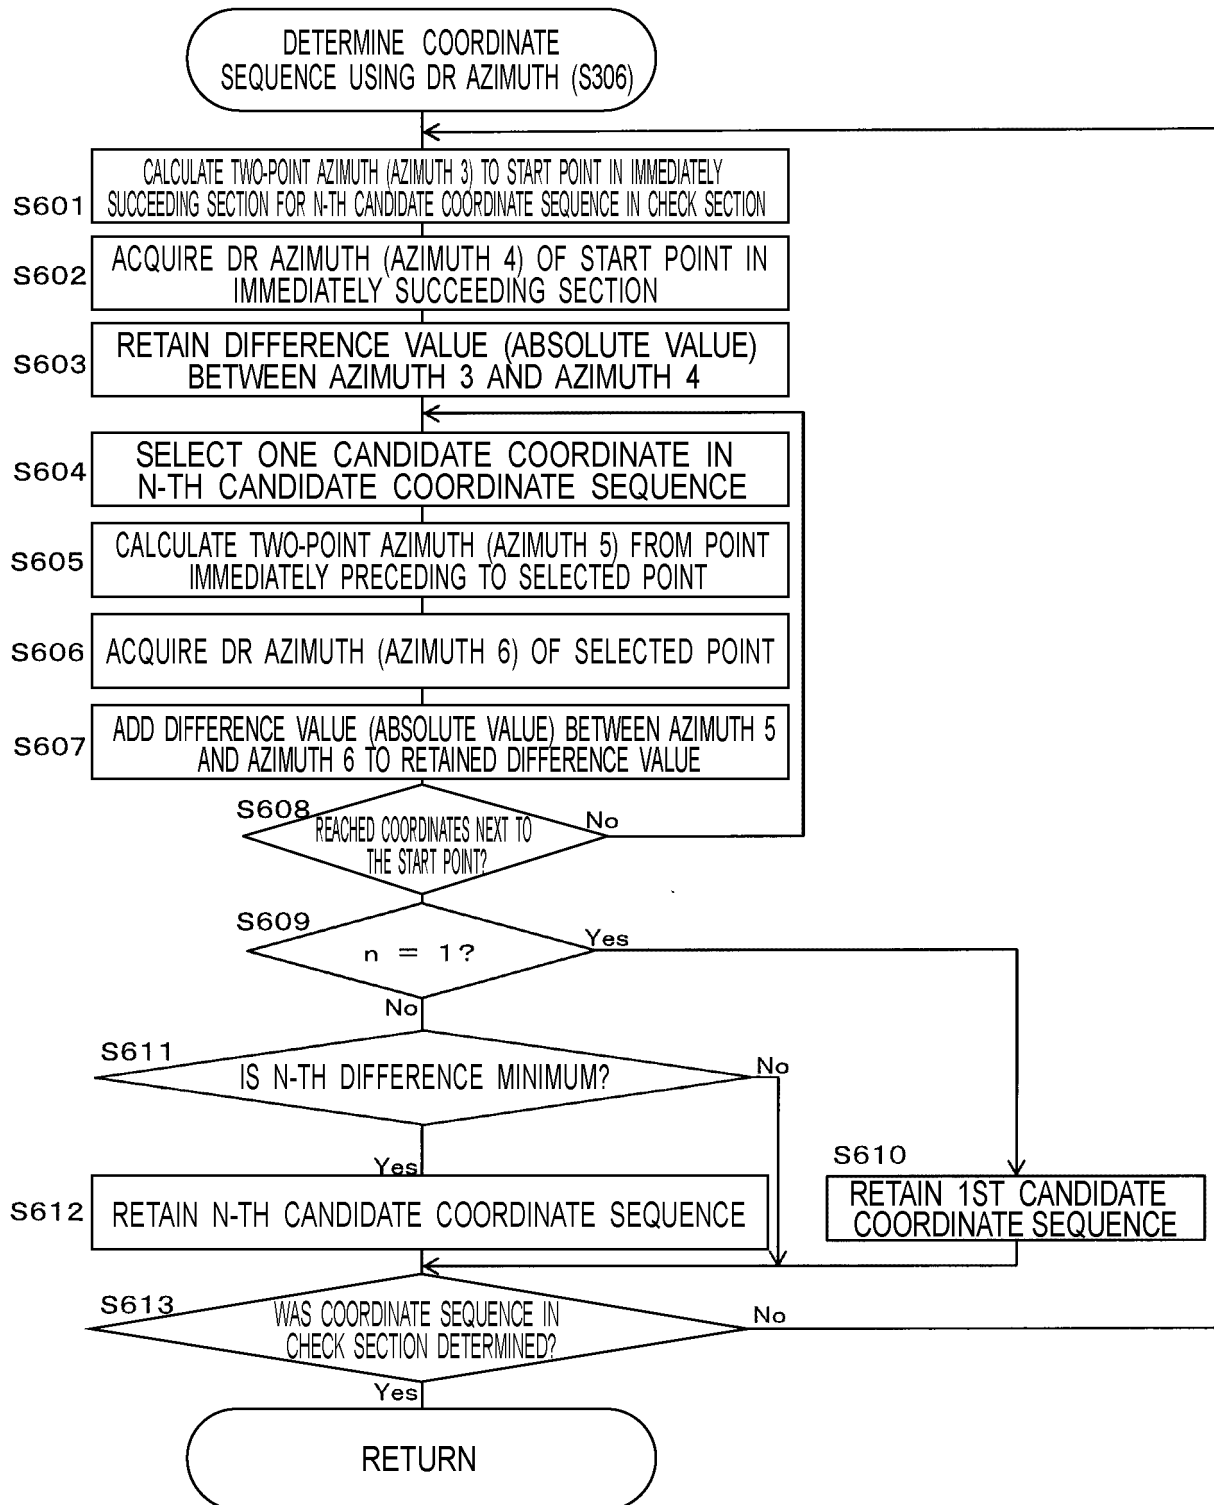 DETERMINE COORDINATE
SEQUENCE USING DR AZIMUTH (S306)
S601
CALCULATE TWO-POINT AZIMUTH (AZIMUTH 3) TO START POINT IN IMMEDIATELY
SUCCEEDING SECTION FOR N-TH CANDIDATE COORDINATE SEQUENCE IN CHECK SECTION
S602
ACQUIRE DR AZIMUTH (AZIMUTH 4) OF START POINT IN
IMMEDIATELY SUCCEEDING SECTION
S603
RETAIN DIFFERENCE VALUE (ABSOLUTE VALUE)
BETWEEN AZIMUTH 3 AND AZIMUTH 4
S604
SELECT ONE CANDIDATE COORDINATE IN
N-TH CANDIDATE COORDINATE SEQUENCE
S605
CALCULATE TWO-POINT AZIMUTH (AZIMUTH 5) FROM POINT
IMMEDIATELY PRECEDING TO SELECTED POINT
S606
ACQUIRE DR AZIMUTH (AZIMUTH 6) OF SELECTED POINT
S607
ADD DIFFERENCE VALUE (ABSOLUTE VALUE) BETWEEN AZIMUTH 5
AND AZIMUTH 6 TO RETAINED DIFFERENCE VALUE
S608
REACHED COORDINATES NEXT TO
THE START POINT?
No
S609
n = 1?
Yes
No
S611
IS N-TH DIFFERENCE MINIMUM?
No
Yes
S610
RETAIN 1ST CANDIDATE
COORDINATE SEQUENCE
S612
RETAIN N-TH CANDIDATE COORDINATE SEQUENCE
S613
WAS COORDINATE SEQUENCE IN
CHECK SECTION DETERMINED?
No
Yes
RETURN